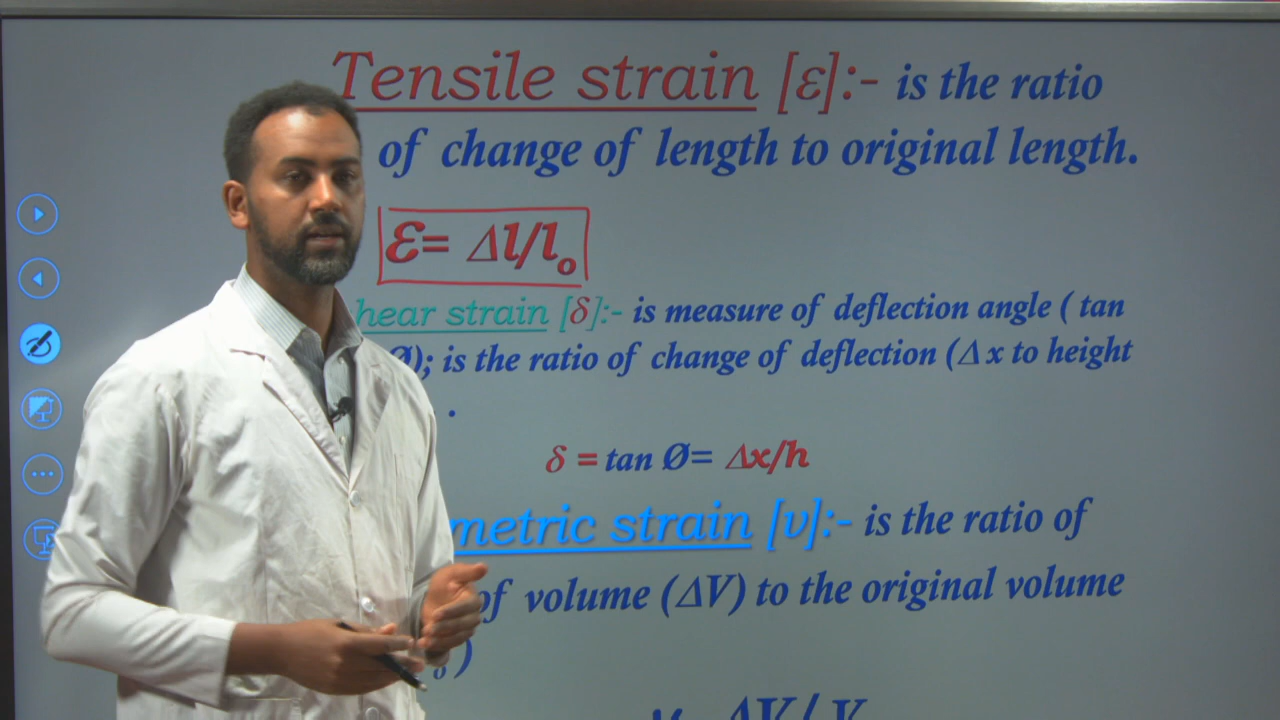 Tensile strain [ε]:- is the ratio
of change of length to original length.
ε= Δl/lo
hear strain [δ]:- is measure of deflection angle ( tan
Ø); is the ratio of change of deflection (Δ x to height
.
δ = tan Ø= Δx/h
metric strain [υ]:- is the ratio of
of volume (ΔV) to the original volume
o )
ΔV/ V